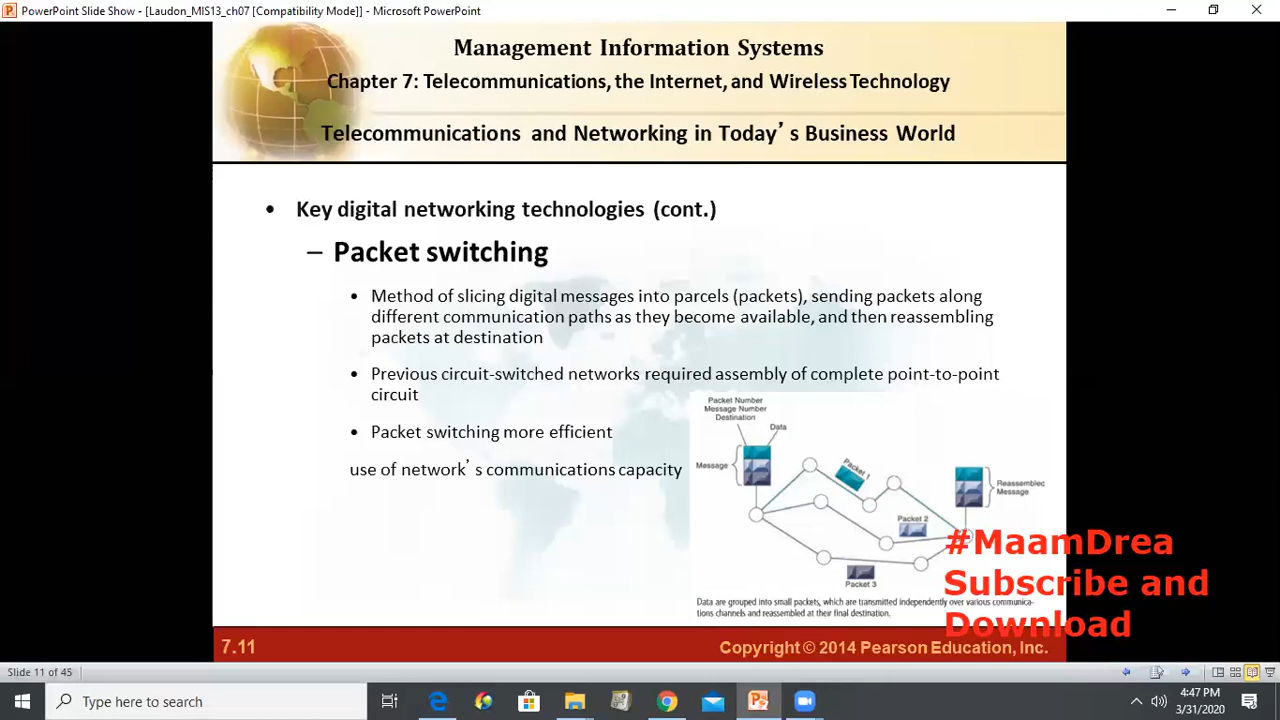 PowerPoint Slide Show - [Laudon_MIS13_ch07 [Compatibility Mode]] - Microsoft PowerPoint
Management Information Systems
Chapter 7: Telecommunications, the Internet, and Wireless Technology
Telecommunications and Networking in Today’s Business World
• Key digital networking technologies (cont.)
– Packet switching
• Method of slicing digital messages into parcels (packets), sending packets along
different communication paths as they become available, and then reassembling
packets at destination
• Previous circuit-switched networks required assembly of complete point-to-point
circuit
• Packet switching more efficient
use of network’s communications capacity
Packet Number
Message Number
Destination
Data
Message
Packet 1
Packet 2
Packet 3
Reassembled
Message
Data are grouped into small packets, which are transmitted independently over various communica-
tions channels and reassembled at their final destination.
#MaamDrea
Subscribe and
Download
7.11
Copyright © 2014 Pearson Education, Inc.
Slide 11 of 45
Type here to search
4:47 PM
3/31/2020